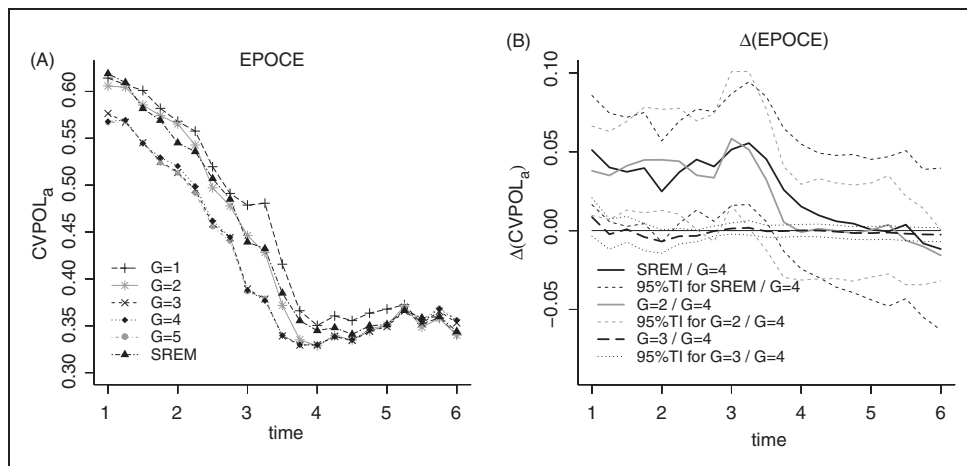 (A)
EPOCE
CVPOLₐ
0.60
0.55
0.50
0.45
0.40
0.35
0.30
G=1
G=2
G=3
G=4
G=5
SREM
1 2 3 4 5 6
time
(B)
Δ(EPOCE)
Δ(CVPOLₐ)
0.10
0.05
0.00
−0.05
SREM / G=4
95%TI for SREM / G=4
G=2 / G=4
95%TI for G=2 / G=4
G=3 / G=4
95%TI for G=3 / G=4
1 2 3 4 5 6
time